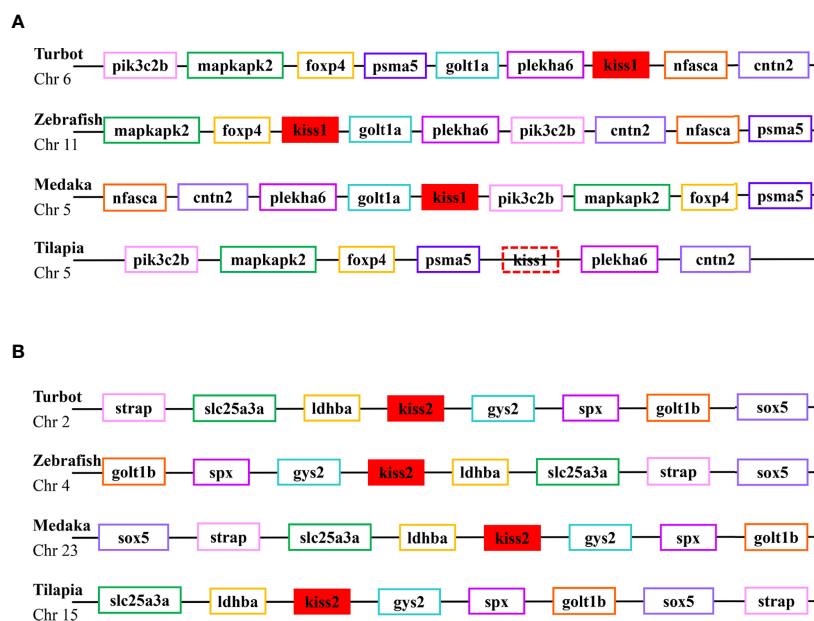 A
Turbot
Chr 6
pik3c2b mapkapk2 foxp4 psma5 golt1a plekha6 kiss1 nfasca cntn2
Zebrafish
Chr 11
mapkapk2 foxp4 kiss1 golt1a plekha6 pik3c2b cntn2 nfasca psma5
Medaka
Chr 5
nfasca cntn2 plekha6 golt1a kiss1 pik3c2b mapkapk2 foxp4 psma5
Tilapia
Chr 5
pik3c2b mapkapk2 foxp4 psma5 kiss1 plekha6 cntn2
B
Turbot
Chr 2
strap slc25a3a ldhba kiss2 gys2 spx golt1b sox5
Zebrafish
Chr 4
golt1b spx gys2 kiss2 ldhba slc25a3a strap sox5
Medaka
Chr 23
sox5 strap slc25a3a ldhba kiss2 gys2 spx golt1b
Tilapia
Chr 15
slc25a3a ldhba kiss2 gys2 spx golt1b sox5 strap